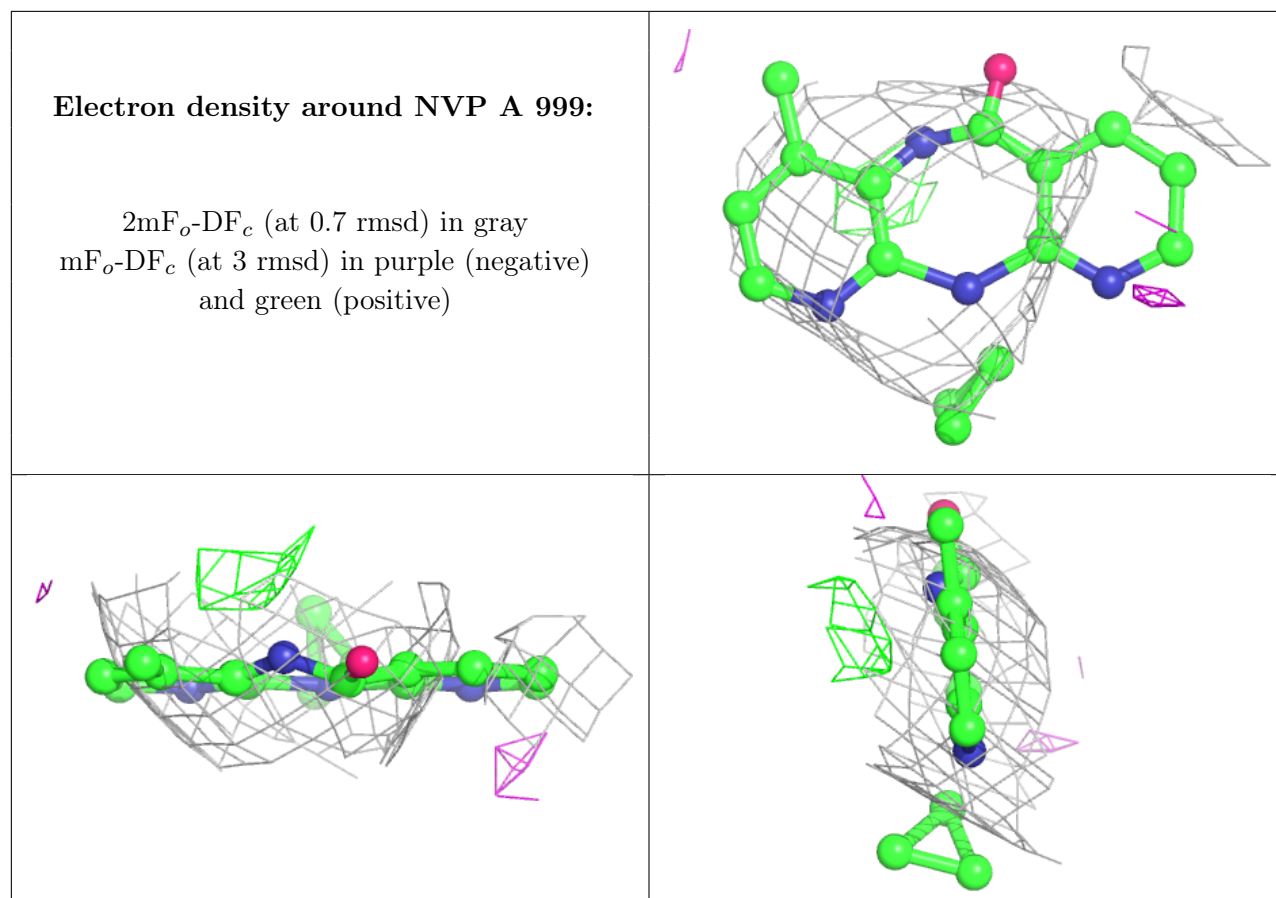 Electron density around NVP A 999:
2mFo-DFc (at 0.7 rmsd) in gray
mFo-DFc (at 3 rmsd) in purple (negative)
and green (positive)